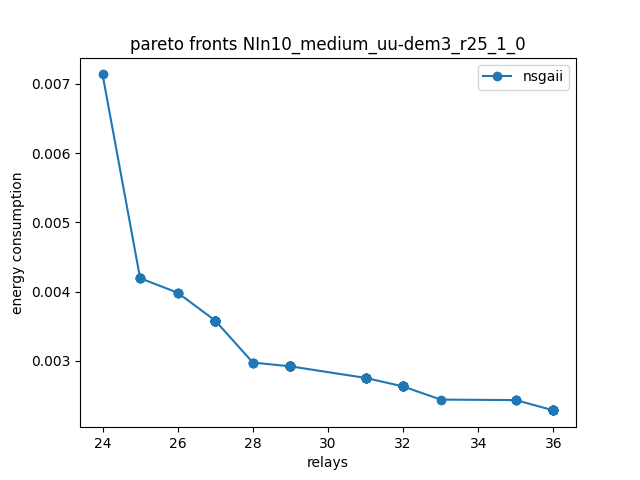 pareto fronts NIn10_medium_uu-dem3_r25_1_0
nsgaii
0.007
0.006
0.005
0.004
0.003
energy consumption
24 26 28 30 32 34 36
relays